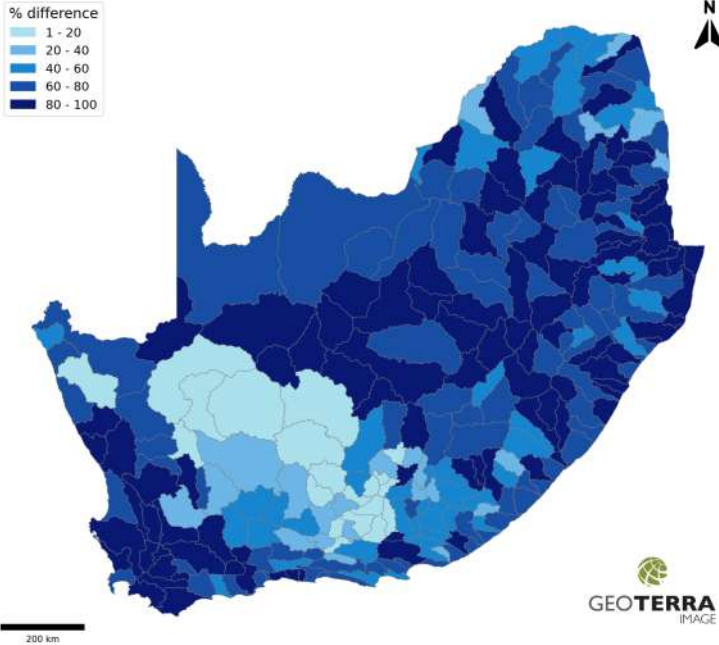 % difference
1 - 20
20 - 40
40 - 60
60 - 80
80 - 100
N
GEOTERRA
IMAGE
200 km